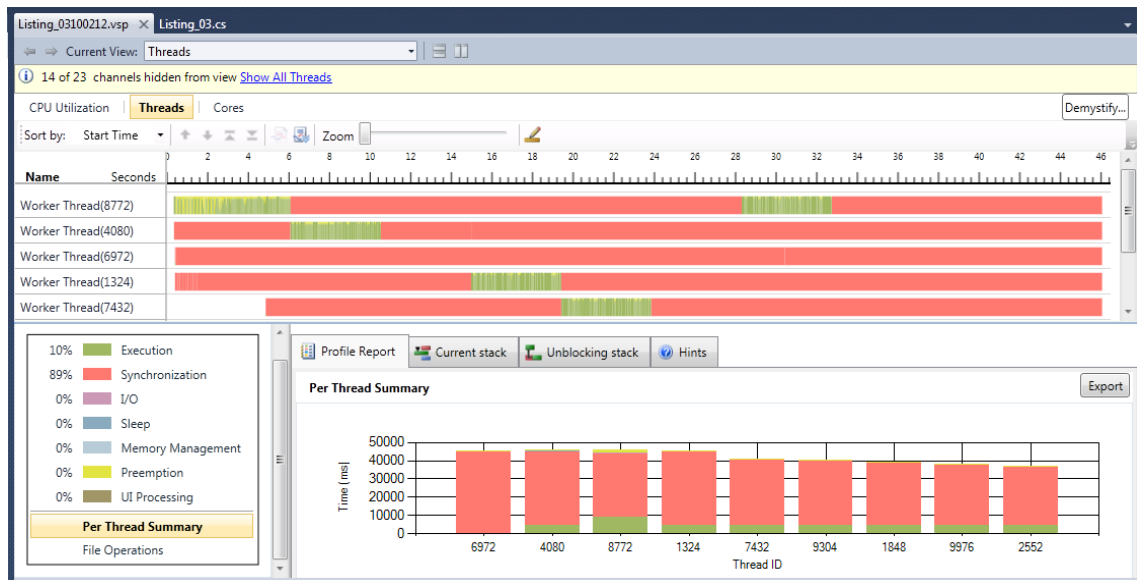 Listing_03100212.vsp Listing_03.cs
Current View: Threads
14 of 23 channels hidden from view Show All Threads
CPU Utilization Threads Cores Demystify...
Sort by: Start Time Zoom
0 2 4 6 8 10 12 14 16 18 20 22 24 26 28 30 32 34 36 38 40 42 44 46
Name Seconds
Worker Thread(8772)
Worker Thread(4080)
Worker Thread(6972)
Worker Thread(1324)
Worker Thread(7432)
10% Execution
89% Synchronization
0% I/O
0% Sleep
0% Memory Management
0% Preemption
0% UI Processing
Per Thread Summary
File Operations
Profile Report Current stack Unblocking stack Hints
Per Thread Summary Export
50000
40000
30000
20000
10000
0
Time (ms)
6972 4080 8772 1324 7432 9304 1848 9976 2552
Thread ID